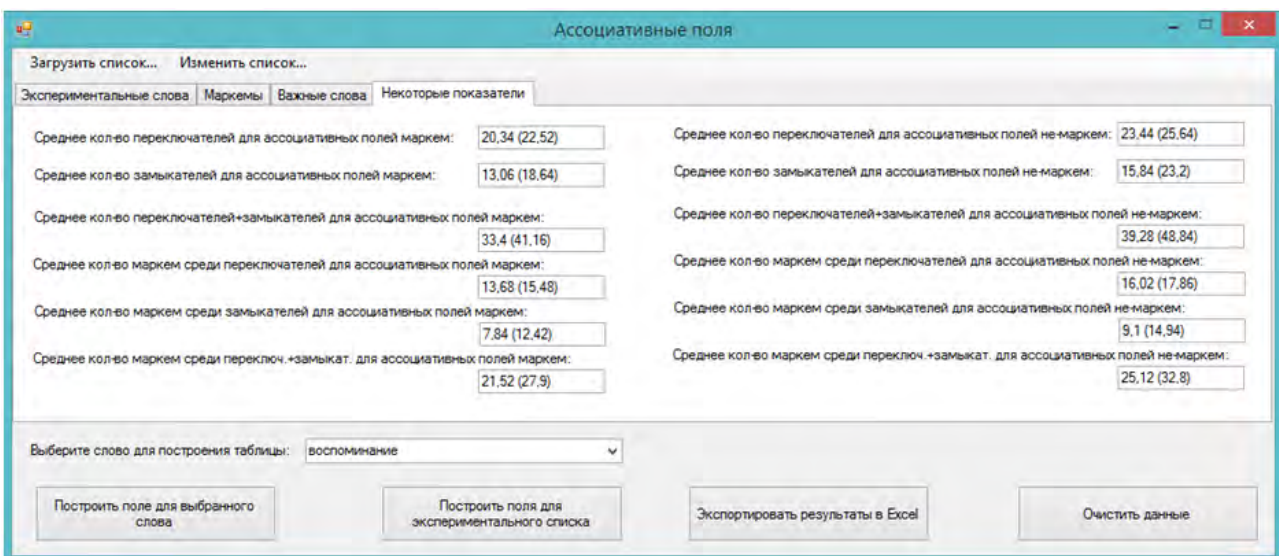 Ассоциативные поля
Загрузить список... Изменить список...
Экспериментальные слова Маркемы Важные слова Некоторые показатели
Среднее кол-во переключателей для ассоциативных полей маркем: 20,34 (22,52)
Среднее кол-во замыкателей для ассоциативных полей маркем: 13,06 (18,64)
Среднее кол-во переключателей+замыкателей для ассоциативных полей маркем:
33,4 (41,16)
Среднее кол-во маркем среди переключателей для ассоциативных полей маркем:
13,68 (15,48)
Среднее кол-во маркем среди замыкателей для ассоциативных полей маркем:
7,84 (12,42)
Среднее кол-во маркем среди переключ.+замыкат. для ассоциативных полей маркем:
21,52 (27,9)
Среднее кол-во переключателей для ассоциативных полей не-маркем: 23,44 (25,64)
Среднее кол-во замыкателей для ассоциативных полей не-маркем: 15,84 (23,2)
Среднее кол-во переключателей+замыкателей для ассоциативных полей не-маркем:
39,28 (48,84)
Среднее кол-во маркем среди переключателей для ассоциативных полей не-маркем:
16,02 (17,86)
Среднее кол-во маркем среди замыкателей для ассоциативных полей не-маркем:
9,1 (14,94)
Среднее кол-во маркем среди переключ.+замыкат. для ассоциативных полей не-маркем:
25,12 (32,8)
Выберите слово для построения таблицы: воспоминание
Построить поле для выбранного
слова
Построить поля для
экспериментального списка
Экспортировать результаты в Excel
Очистить данные